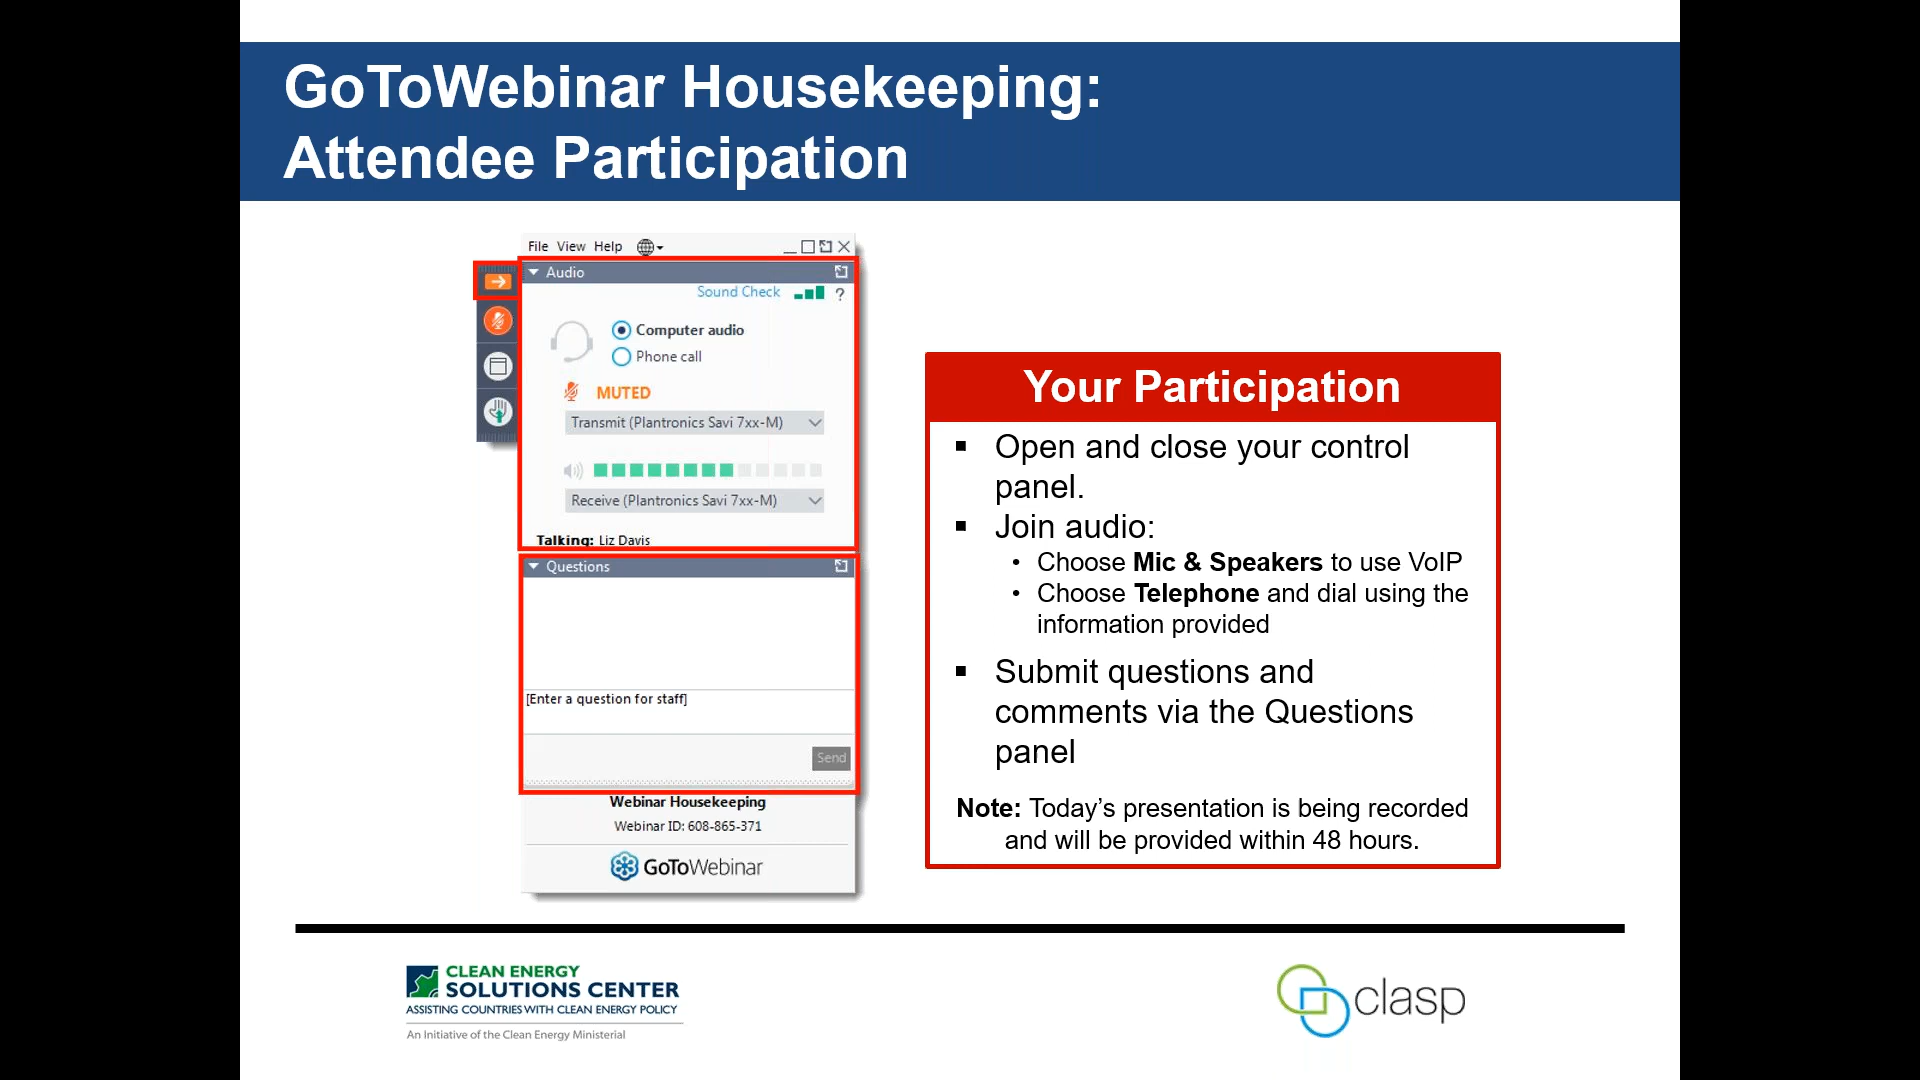 GoToWebinar Housekeeping:
Attendee Participation
File View Help
Audio
Sound Check
?
Computer audio
Phone call
MUTED
Transmit (Plantronics Savi 7xx-M)
Receive (Plantronics Savi 7xx-M)
Talking: Liz Davis
Questions
[Enter a question for staff]
Send
Webinar Housekeeping
Webinar ID: 608-865-371
GoToWebinar
Your Participation
▪ Open and close your control
panel.
▪ Join audio:
• Choose Mic & Speakers to use VoIP
• Choose Telephone and dial using the
information provided
▪ Submit questions and
comments via the Questions
panel
Note: Today’s presentation is being recorded
and will be provided within 48 hours.
CLEAN ENERGY
SOLUTIONS CENTER
ASSISTING COUNTRIES WITH CLEAN ENERGY POLICY
An Initiative of the Clean Energy Ministerial
clasp